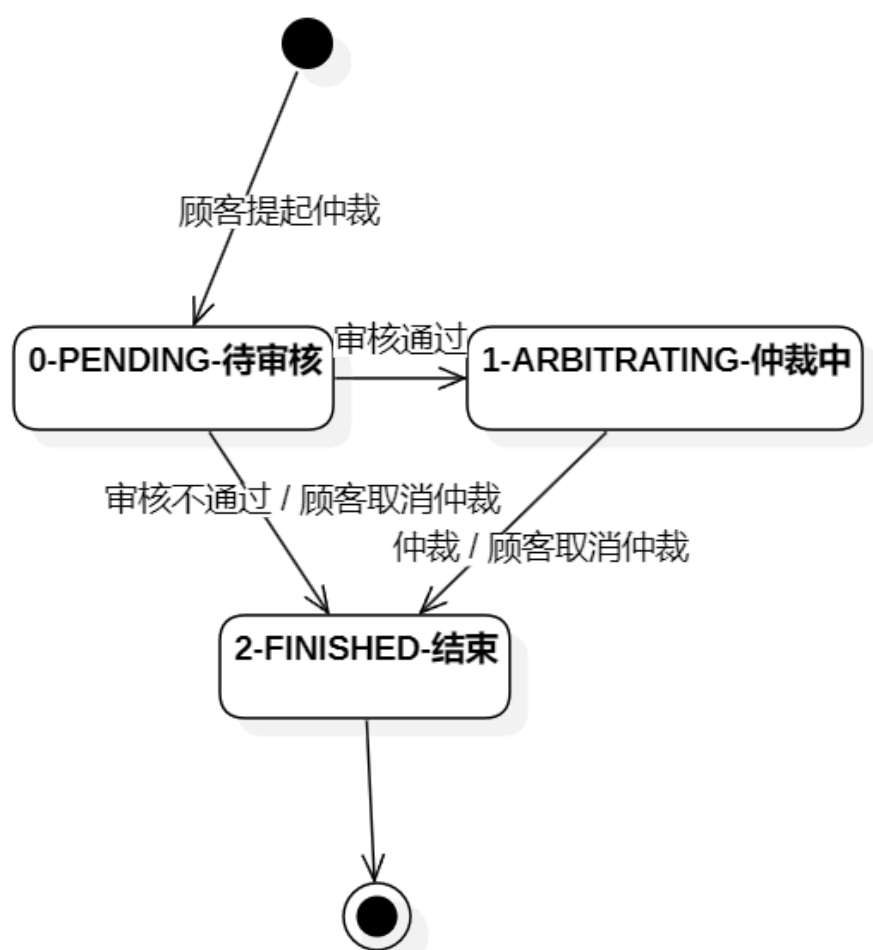 顾客提起仲裁
审核通过
0-PENDING-待审核
1-ARBITRATING-仲裁中
审核不通过 / 顾客取消仲裁
仲裁 / 顾客取消仲裁
2-FINISHED-结束